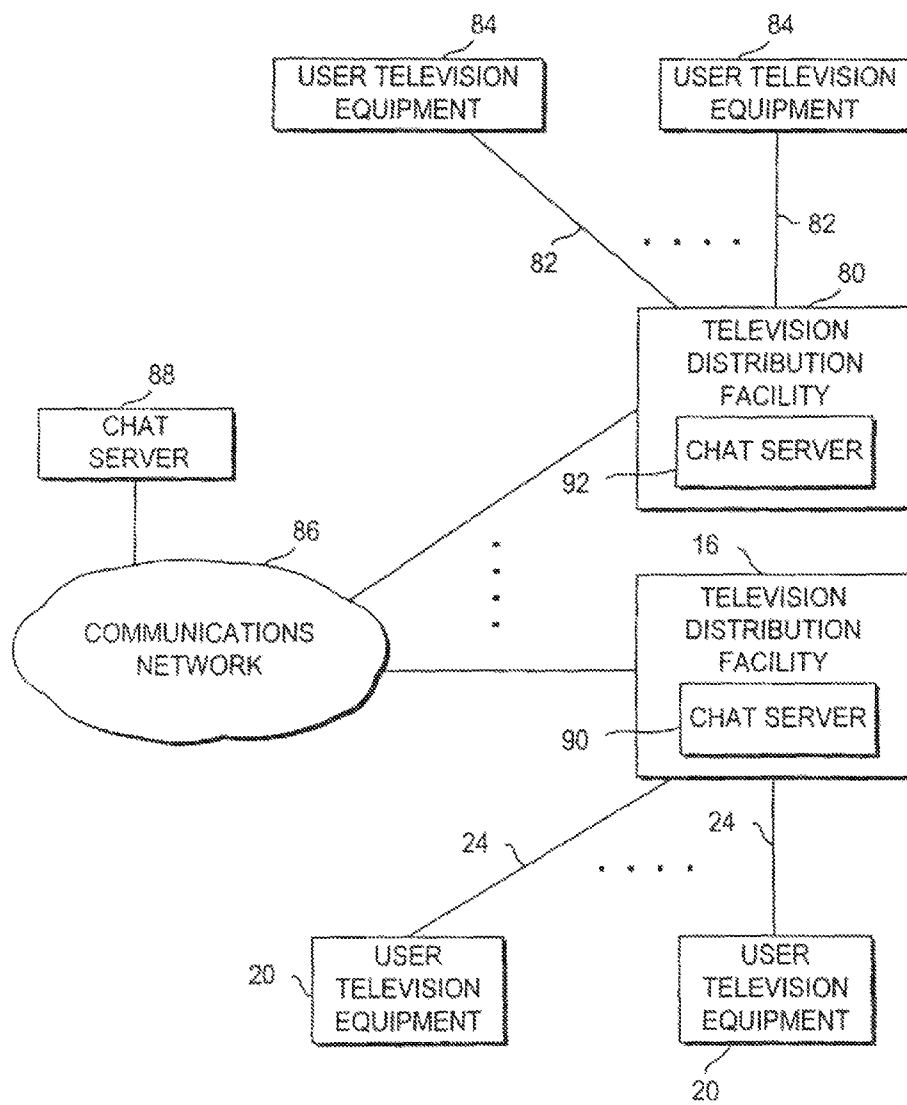 84
84
USER TELEVISION
EQUIPMENT
USER TELEVISION
EQUIPMENT
82
82
80
TELEVISION
DISTRIBUTION
FACILITY
CHAT SERVER
92
88
CHAT
SERVER
86
COMMUNICATIONS
NETWORK
16
TELEVISION
DISTRIBUTION
FACILITY
CHAT SERVER
90
24
24
20
USER
TELEVISION
EQUIPMENT
USER
TELEVISION
EQUIPMENT
20